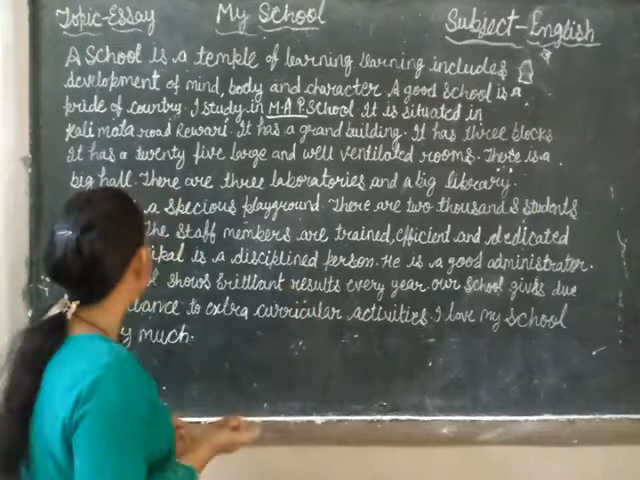 Topic-Essay My School Subject-English
A School is a temple of learning learning includes
development of mind, body and character A good School is a
pride of country. I study in M.A.P. School It is situated in
Kali mata road Rewari. It has a grand building. It has three blocks
It has a twenty five large and well ventilated rooms. There is a
big hall. There are three laboratories and a big library.
a specious playground. There are two thousand s students
The staff members are trained, efficient and dedicated
ipal is a disciplined person. He is a good administrator.
l shows brilliant results every year. our school gives due
tance to extra curricular activities. I love my school
y much.